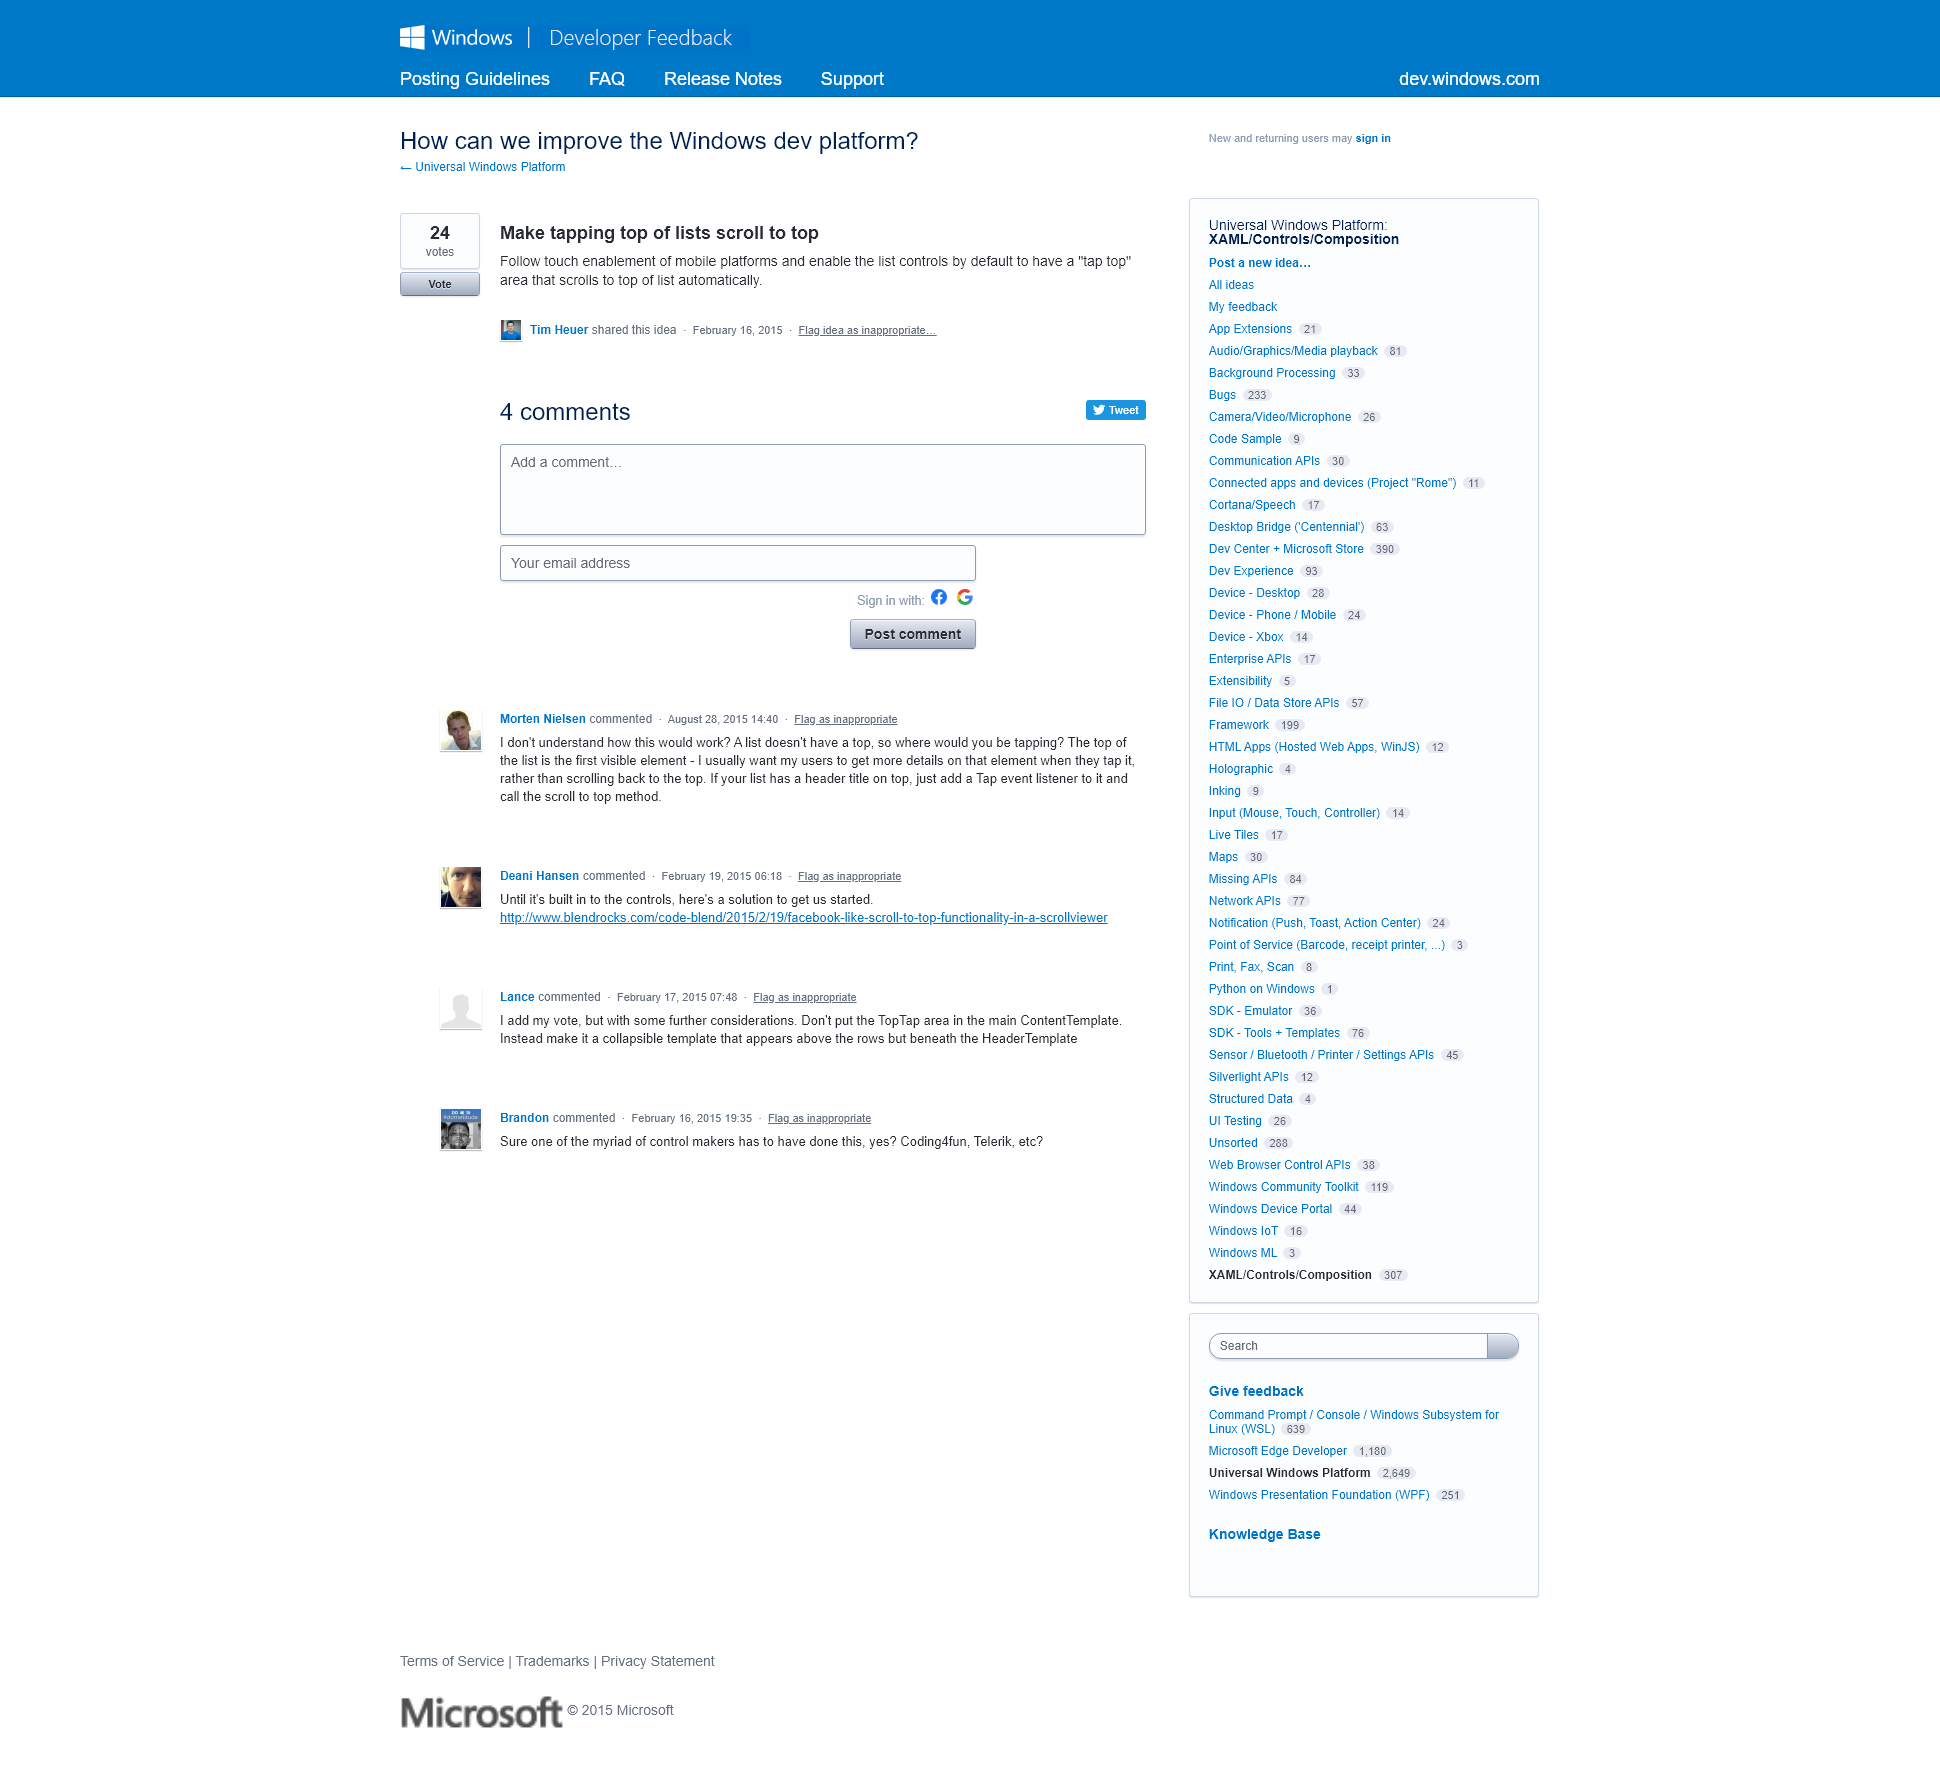 Windows | Developer Feedback
Posting Guidelines FAQ Release Notes Support dev.windows.com
How can we improve the Windows dev platform?
← Universal Windows Platform
New and returning users may sign in
24
votes
Vote
Make tapping top of lists scroll to top
Follow touch enablement of mobile platforms and enable the list controls by default to have a "tap top"
area that scrolls to top of list automatically.
Tim Heuer shared this idea · February 16, 2015 · Flag idea as inappropriate…
4 comments
Tweet
Add a comment…
Your email address
Sign in with:
Post comment
Morten Nielsen commented · August 28, 2015 14:40 · Flag as inappropriate
I don't understand how this would work? A list doesn't have a top, so where would you be tapping? The top of
the list is the first visible element - I usually want my users to get more details on that element when they tap it,
rather than scrolling back to the top. If your list has a header title on top, just add a Tap event listener to it and
call the scroll to top method.
Deani Hansen commented · February 19, 2015 06:18 · Flag as inappropriate
Until it's built in to the controls, here's a solution to get us started.
http://www.blendrocks.com/code-blend/2015/2/19/facebook-like-scroll-to-top-functionality-in-a-scrollviewer
Lance commented · February 17, 2015 07:48 · Flag as inappropriate
I add my vote, but with some further considerations. Don't put the TopTap area in the main ContentTemplate.
Instead make it a collapsible template that appears above the rows but beneath the HeaderTemplate
Brandon commented · February 16, 2015 19:35 · Flag as inappropriate
Sure one of the myriad of control makers has to have done this, yes? Coding4fun, Telerik, etc?
Universal Windows Platform:
XAML/Controls/Composition
Post a new idea…
All ideas
My feedback
App Extensions 21
Audio/Graphics/Media playback 81
Background Processing 33
Bugs 233
Camera/Video/Microphone 26
Code Sample 9
Communication APIs 30
Connected apps and devices (Project "Rome") 11
Cortana/Speech 17
Desktop Bridge ('Centennial') 63
Dev Center + Microsoft Store 390
Dev Experience 93
Device - Desktop 28
Device - Phone / Mobile 24
Device - Xbox 14
Enterprise APIs 17
Extensibility 5
File IO / Data Store APIs 57
Framework 199
HTML Apps (Hosted Web Apps, WinJS) 12
Holographic 4
Inking 9
Input (Mouse, Touch, Controller) 14
Live Tiles 17
Maps 30
Missing APIs 84
Network APIs 77
Notification (Push, Toast, Action Center) 24
Point of Service (Barcode, receipt printer, ...) 3
Print, Fax, Scan 8
Python on Windows 1
SDK - Emulator 36
SDK - Tools + Templates 76
Sensor / Bluetooth / Printer / Settings APIs 45
Silverlight APIs 12
Structured Data 4
UI Testing 26
Unsorted 288
Web Browser Control APIs 38
Windows Community Toolkit 119
Windows Device Portal 44
Windows IoT 16
Windows ML 3
XAML/Controls/Composition 307
Search
Give feedback
Command Prompt / Console / Windows Subsystem for
Linux (WSL) 639
Microsoft Edge Developer 1,180
Universal Windows Platform 2,649
Windows Presentation Foundation (WPF) 251
Knowledge Base
Terms of Service | Trademarks | Privacy Statement
Microsoft © 2015 Microsoft